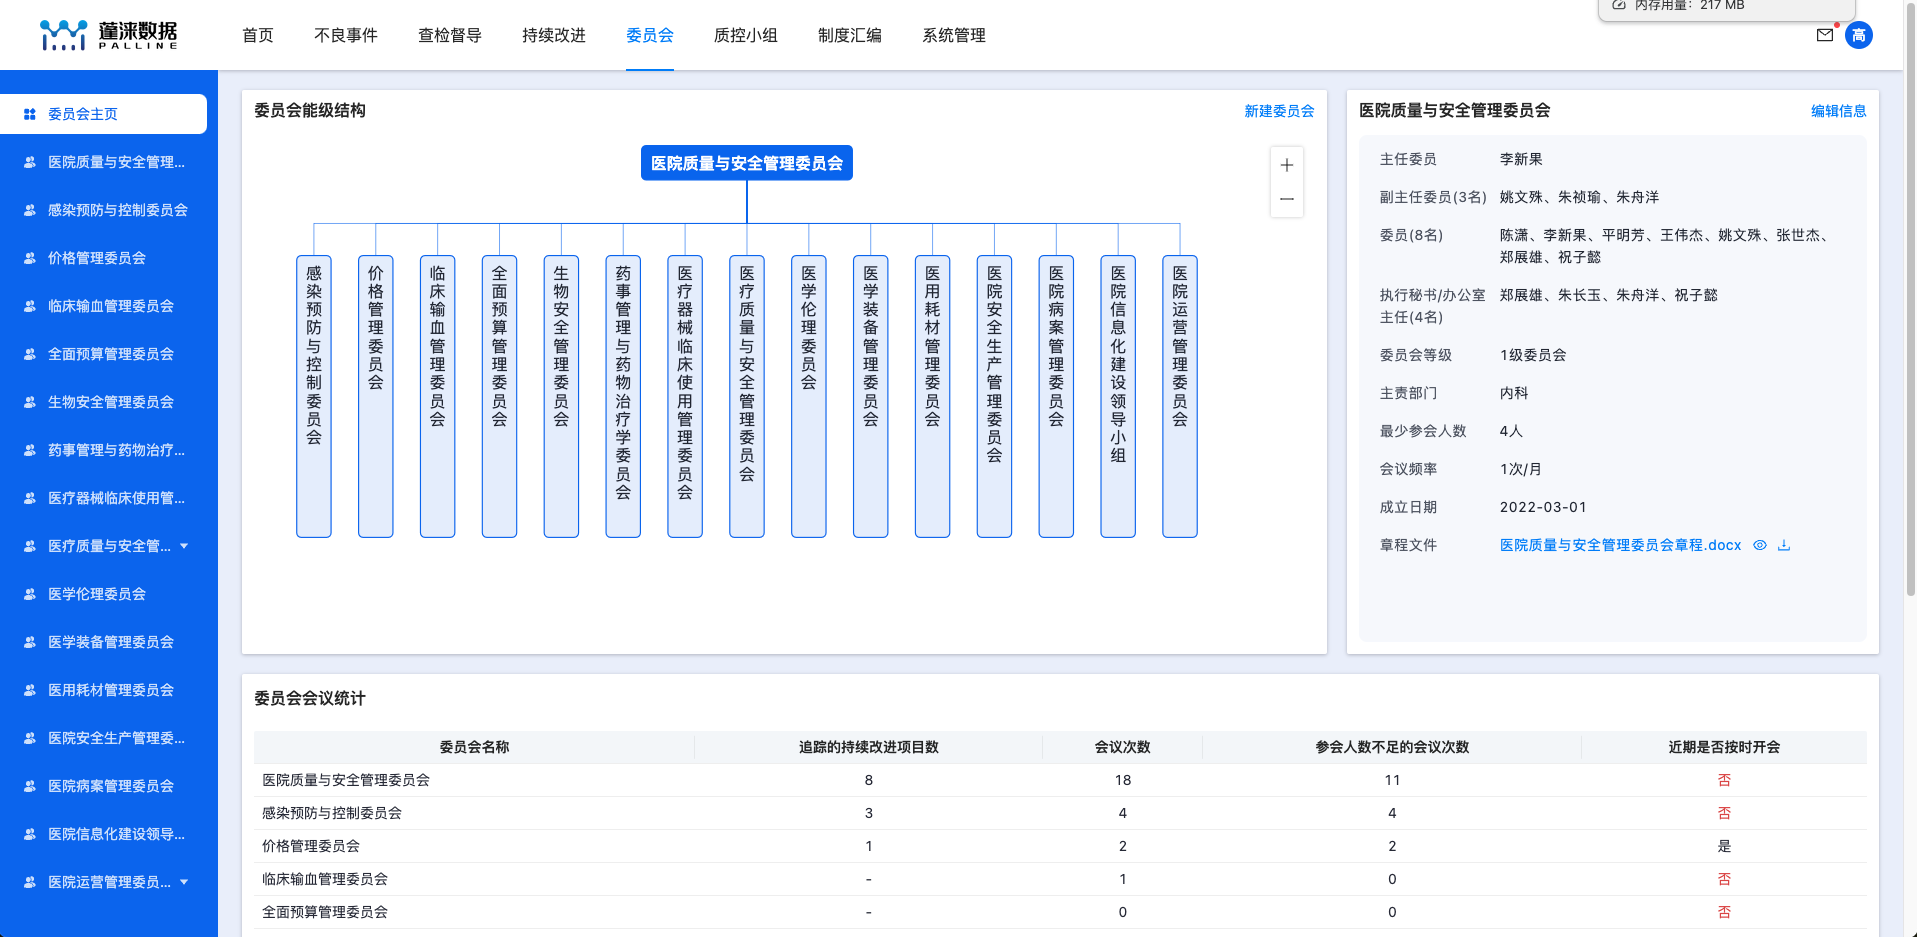 内存用量：217 MB
蓬涞数据
PALLINE
首页
不良事件
查检督导
持续改进
委员会
质控小组
制度汇编
系统管理
高
委员会主页
医院质量与安全管理...
感染预防与控制委员会
价格管理委员会
临床输血管理委员会
全面预算管理委员会
生物安全管理委员会
药事管理与药物治疗...
医疗器械临床使用管...
医疗质量与安全管...
医学伦理委员会
医学装备管理委员会
医用耗材管理委员会
医院安全生产管理委...
医院病案管理委员会
医院信息化建设领导...
医院运营管理委员...
委员会能级结构
新建委员会
医院质量与安全管理委员会
感染预防与控制委员会
价格管理委员会
临床输血管理委员会
全面预算管理委员会
生物安全管理委员会
药事管理与药物治疗学委员会
医疗器械临床使用管理委员会
医疗质量与安全管理委员会
医学伦理委员会
医学装备管理委员会
医用耗材管理委员会
医院安全生产管理委员会
医院病案管理委员会
医院信息化建设领导小组
医院运营管理委员会
医院质量与安全管理委员会
编辑信息
主任委员 李新果
副主任委员(3名) 姚文殊、朱祯瑜、朱舟洋
委员(8名) 陈潇、李新果、平明芳、王伟杰、姚文殊、张世杰、
郑展雄、祝子懿
执行秘书/办公室 郑展雄、朱长玉、朱舟洋、祝子懿
主任(4名)
委员会等级 1级委员会
主责部门 内科
最少参会人数 4人
会议频率 1次/月
成立日期 2022-03-01
章程文件 医院质量与安全管理委员会章程.docx
委员会会议统计
委员会名称 追踪的持续改进项目数 会议次数 参会人数不足的会议次数 近期是否按时开会
医院质量与安全管理委员会 8 18 11 否
感染预防与控制委员会 3 4 4 否
价格管理委员会 1 2 2 是
临床输血管理委员会 - 1 0 否
全面预算管理委员会 - 0 0 否